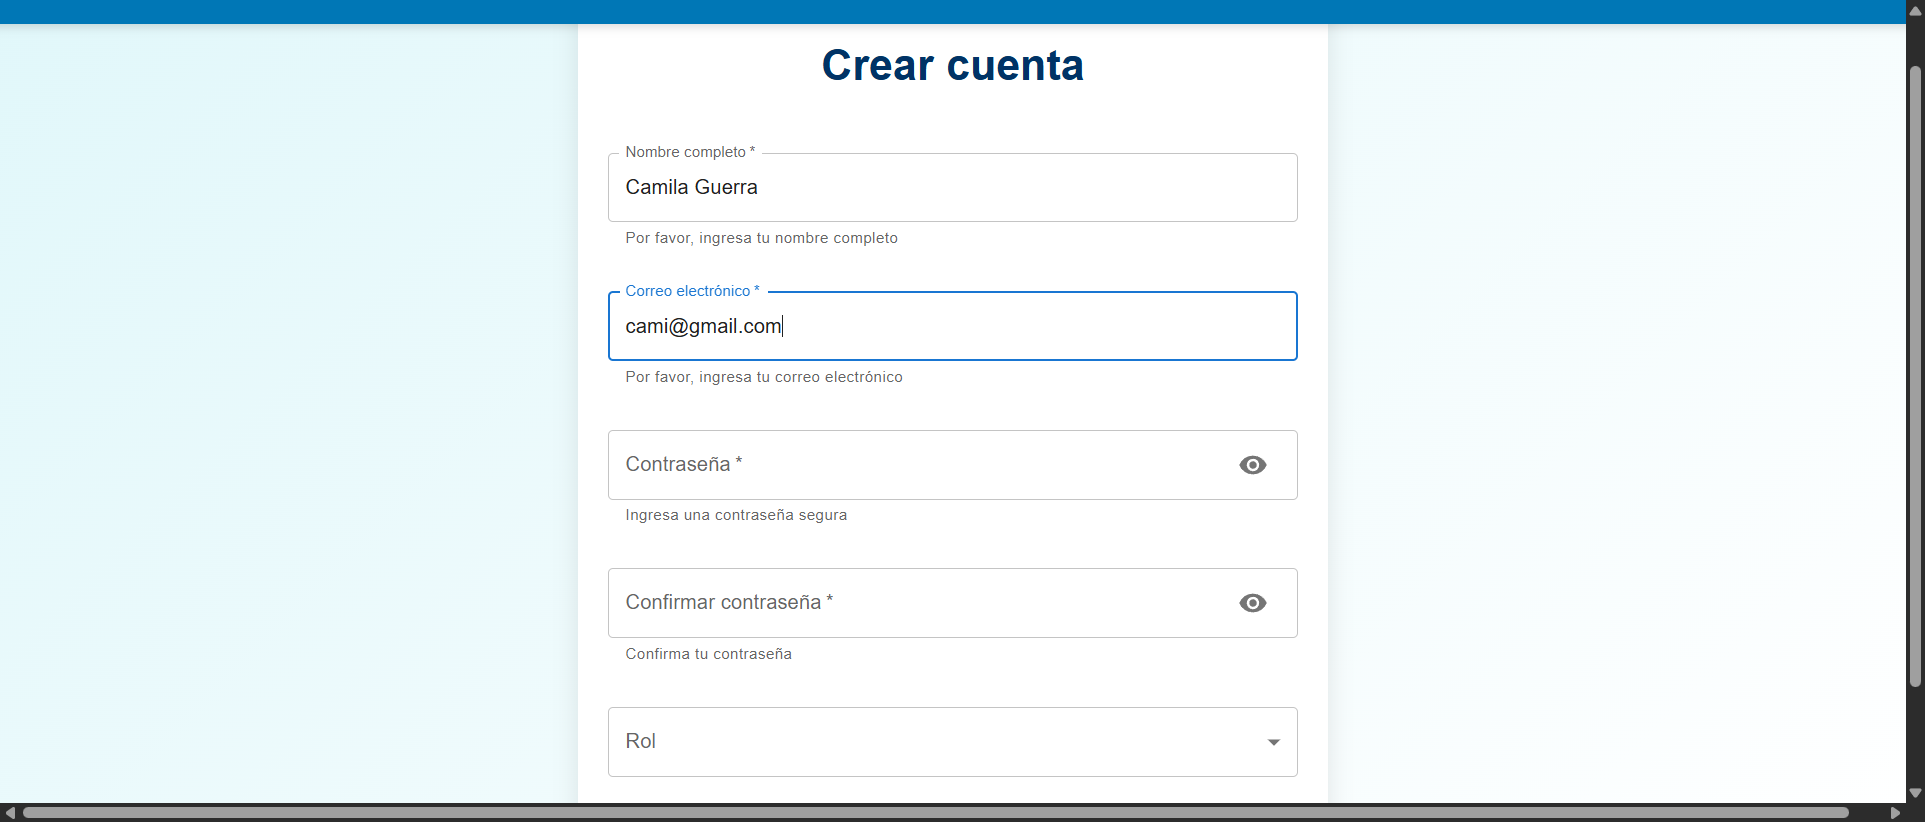 Crear cuenta
Nombre completo *
Camila Guerra
Por favor, ingresa tu nombre completo
Correo electrónico *
cami@gmail.com
Por favor, ingresa tu correo electrónico
Contraseña *
Ingresa una contraseña segura
Confirmar contraseña *
Confirma tu contraseña
Rol